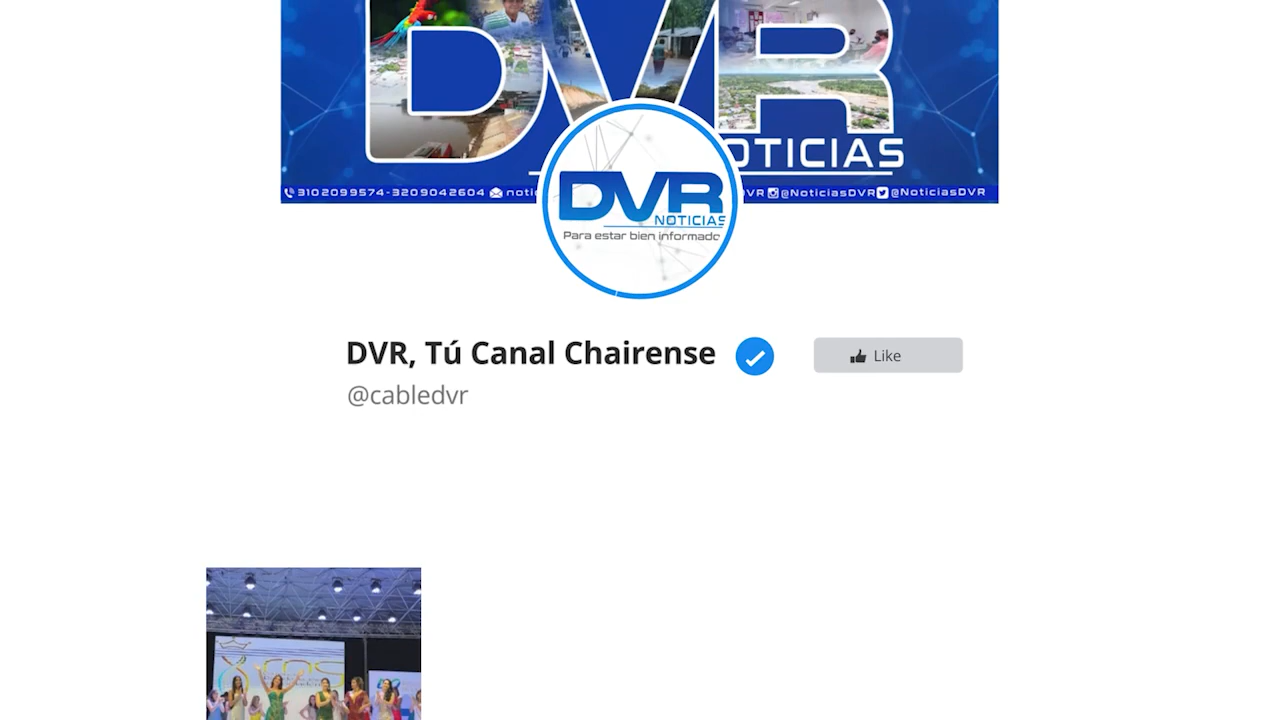 DVR
NOTICIAS
3102099574-3209042604
@NoticiasDVR @NoticiasDVR
DVR
NOTICIAS
Para estar bien informado
DVR, Tú Canal Chairense
Like
@cabledvr